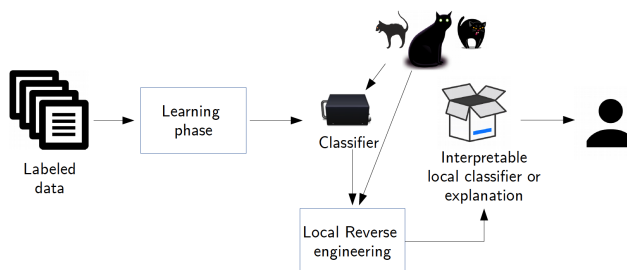 Labeled
data
Learning
phase
Classifier
Local Reverse
engineering
Interpretable
local classifier or
explanation